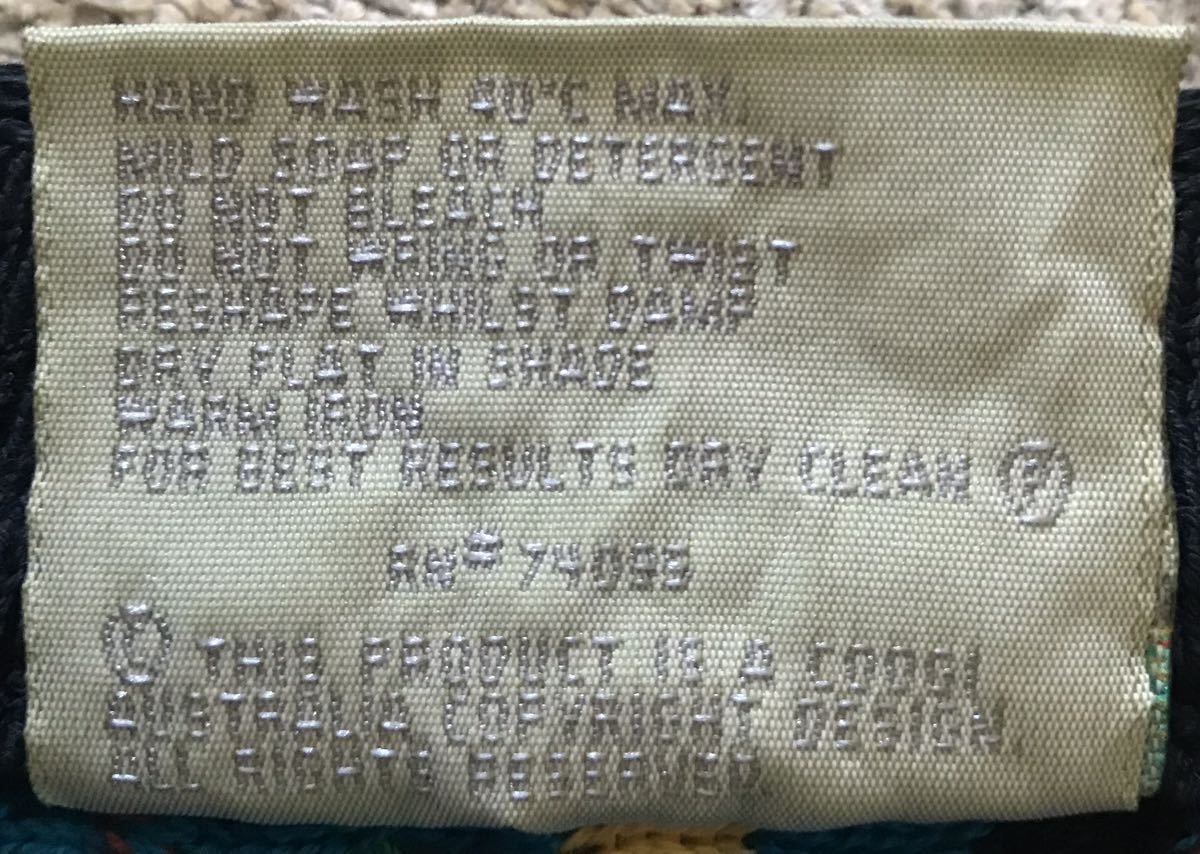 HAND WASH 40°C MAX.
MILD SOAP OR DETERGENT
DO NOT BLEACH
DO NOT WRING OR TWIST
RESHAPE WHILST DAMP
DRY FLAT IN SHADE
WARM IRON
FOR BEST RESULTS DRY CLEAN Ⓟ
RN# 74098
© THIS PRODUCT IS A COOGI
AUSTRALIA COPYRIGHT DESIGN
ALL RIGHTS RESERVED